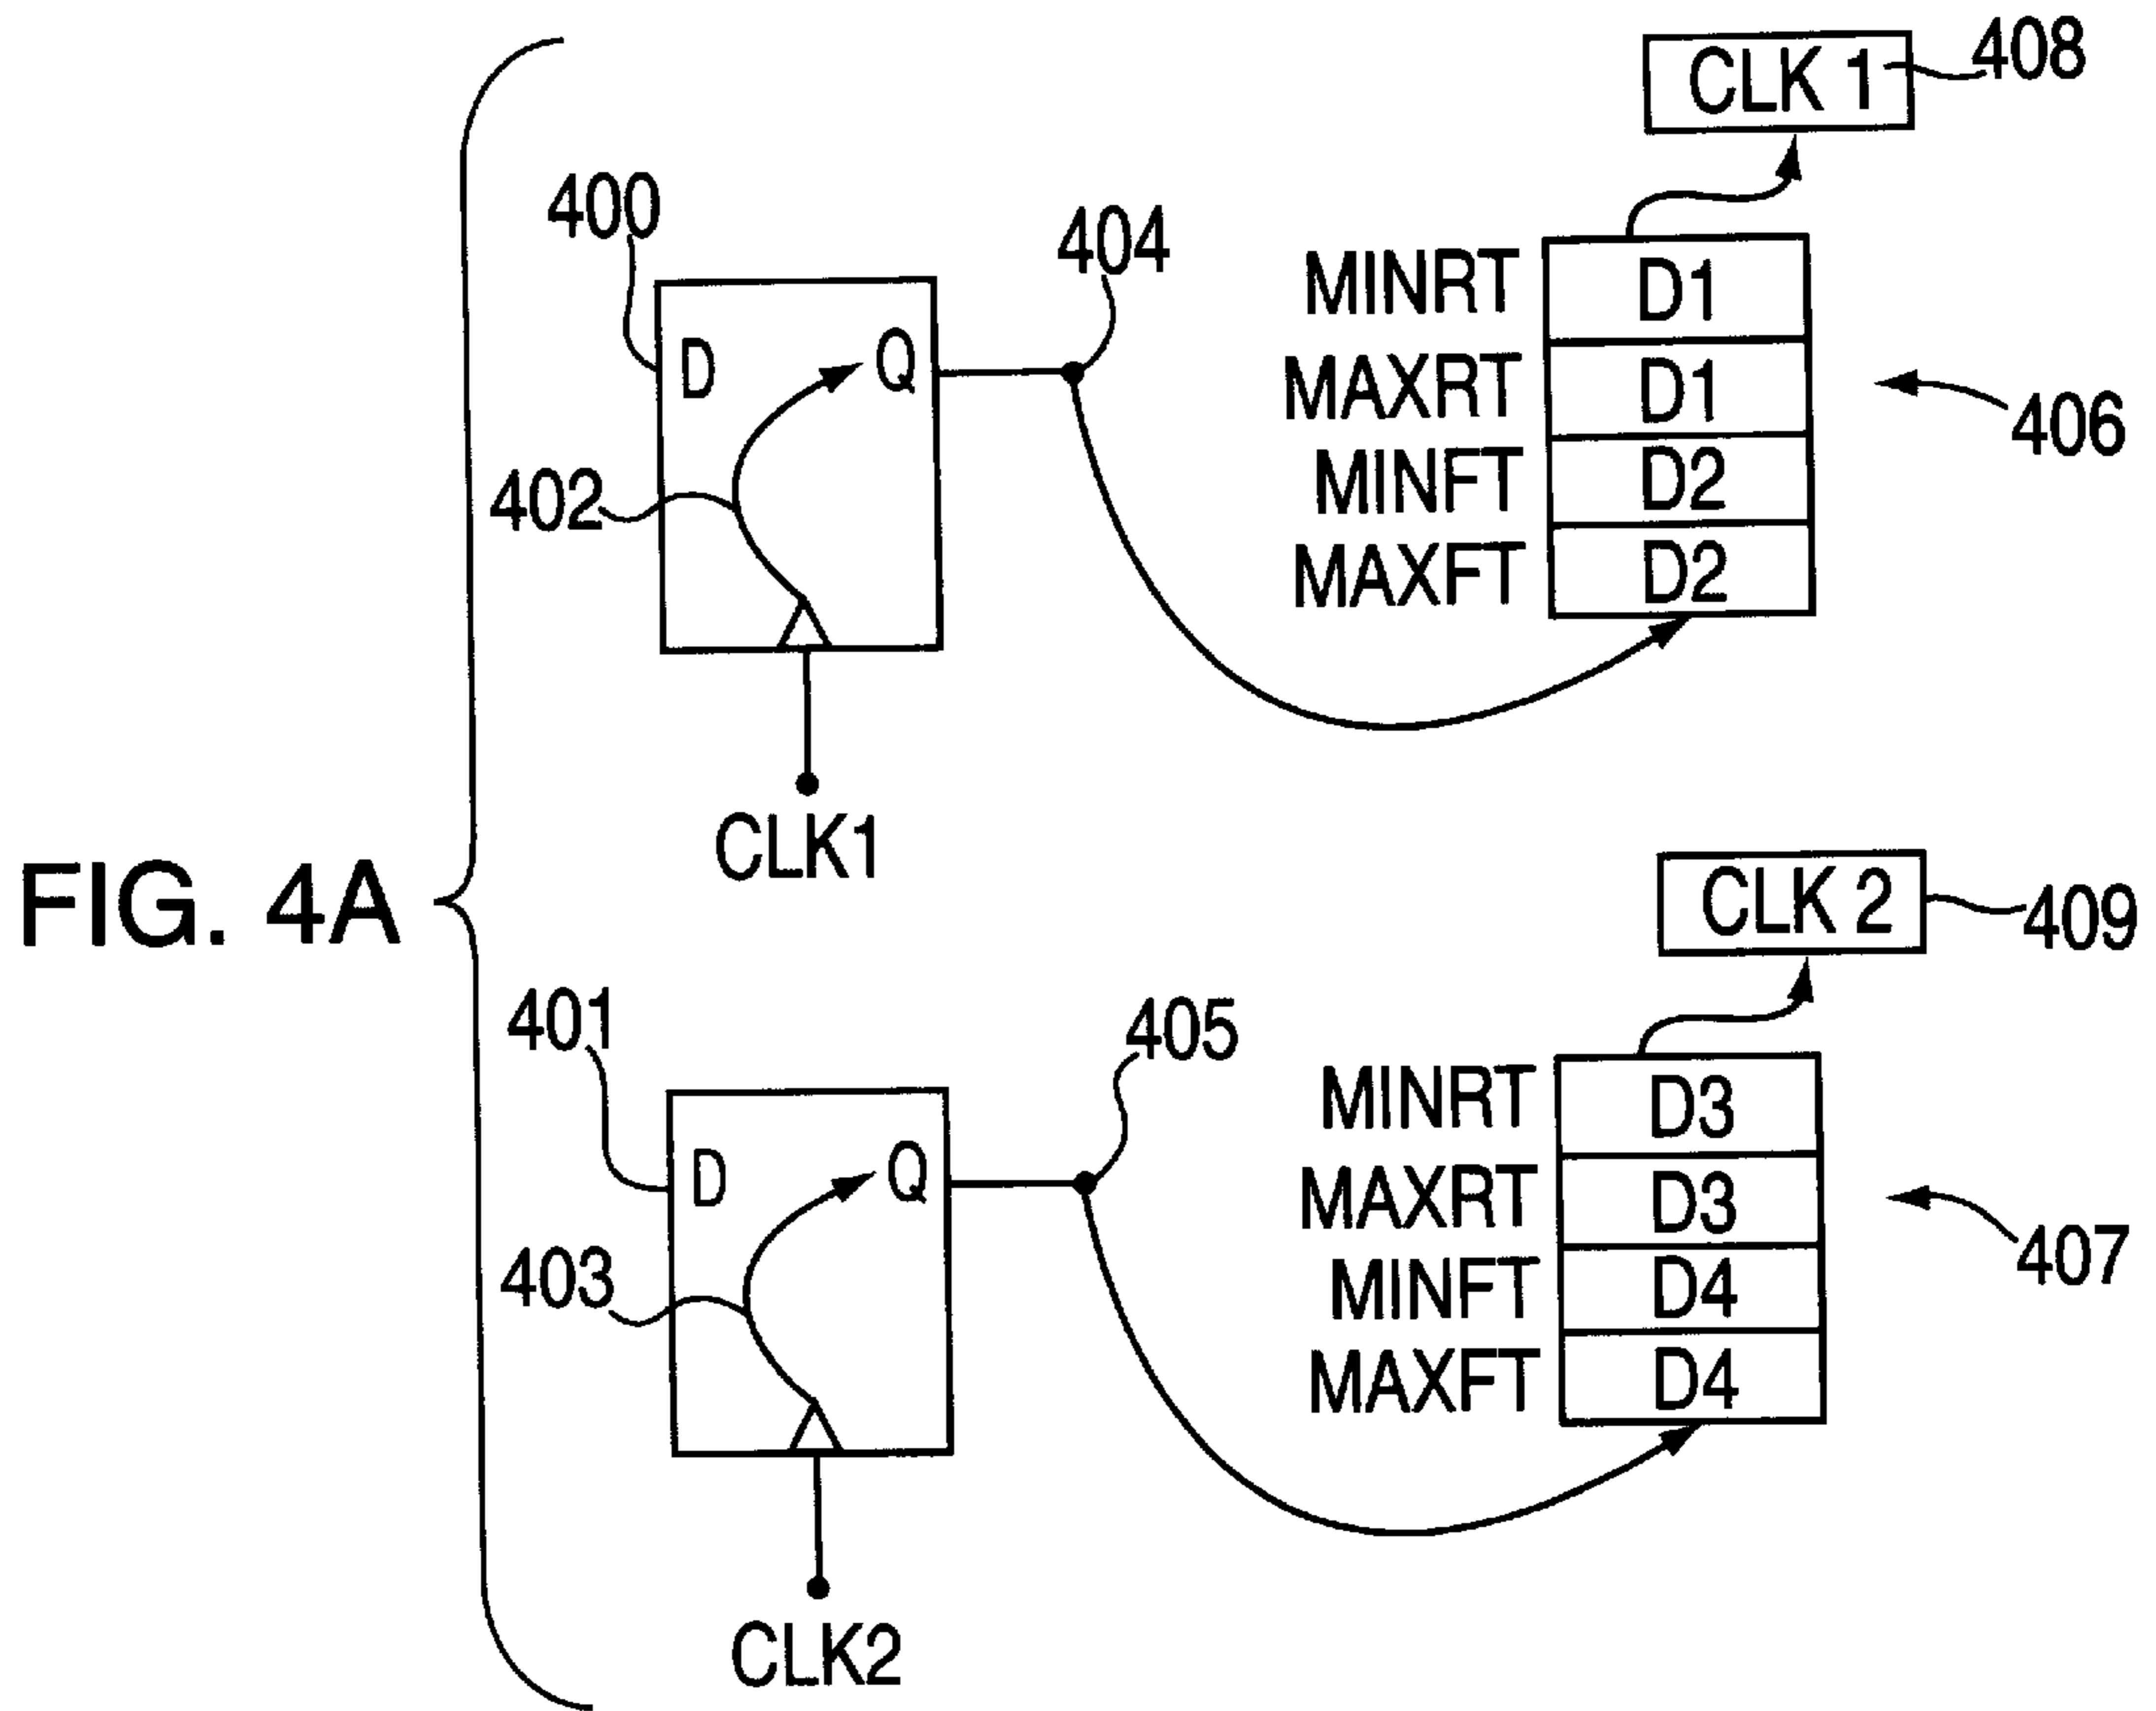 CLK 1
408
400
404
D
Q
402
CLK1
MINRT D1
MAXRT D1
MINFT D2
MAXFT D2
406
FIG. 4A
CLK 2
409
401
405
D
Q
403
CLK2
MINRT D3
MAXRT D3
MINFT D4
MAXFT D4
407